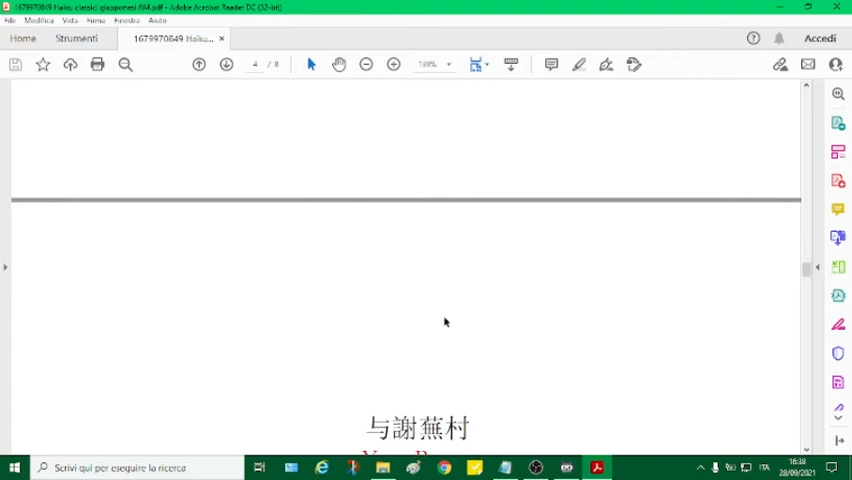 1679970849 Haiku classici giapponesi AM.pdf - Adobe Acrobat Reader DC (32-bit)
File Modifica Vista Firma Finestra Aiuto
Home Strumenti 1679970849 Haiku... × Accedi
4 / 8 199%
与謝蕪村
Scrivi qui per eseguire la ricerca
ITA
16:38
28/09/2021